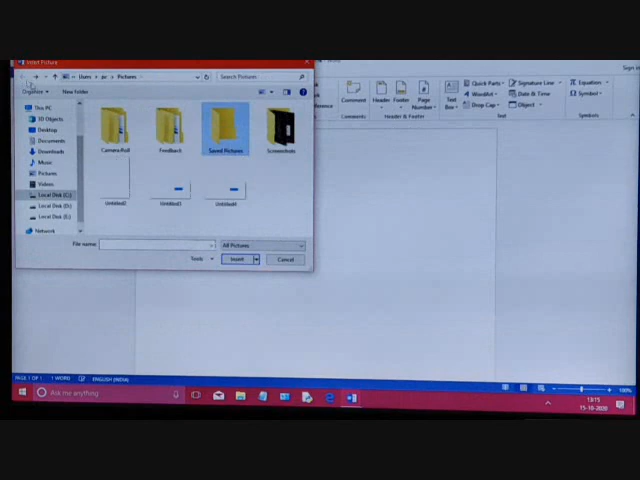 Insert Picture
Sign in
Users
pc
Pictures
Search Pictures
Organize
New folder
This PC
3D Objects
Desktop
Documents
Downloads
Music
Pictures
Videos
Local Disk (C:)
Local Disk (D:)
Local Disk (E:)
Network
Camera Roll
Feedback
Saved Pictures
Screenshots
Untitled2
Untitled3
Untitled4
File name:
All Pictures
Tools
Insert
Cancel
Comment
Comments
Header
Footer
Page
Number
Header & Footer
Text
Box
Quick Parts
WordArt
Drop Cap
Signature Line
Date & Time
Object
Text
Equation
Symbol
Symbols
PAGE 1 OF 1
1 WORD
ENGLISH (INDIA)
100%
Ask me anything
13:15
15-10-2020